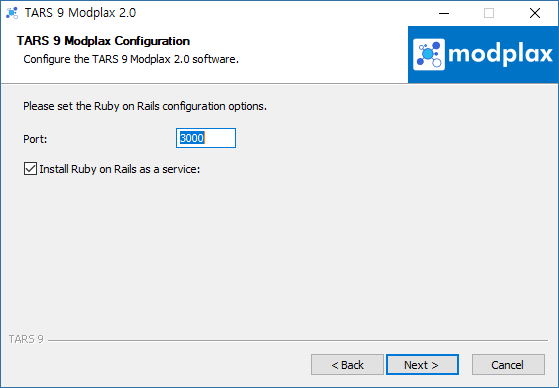 TARS 9 Modplax 2.0
TARS 9 Modplax Configuration
Configure the TARS 9 Modplax 2.0 software.
modplax
Please set the Ruby on Rails configuration options.
Port: 3000
Install Ruby on Rails as a service:
TARS 9
< Back Next > Cancel